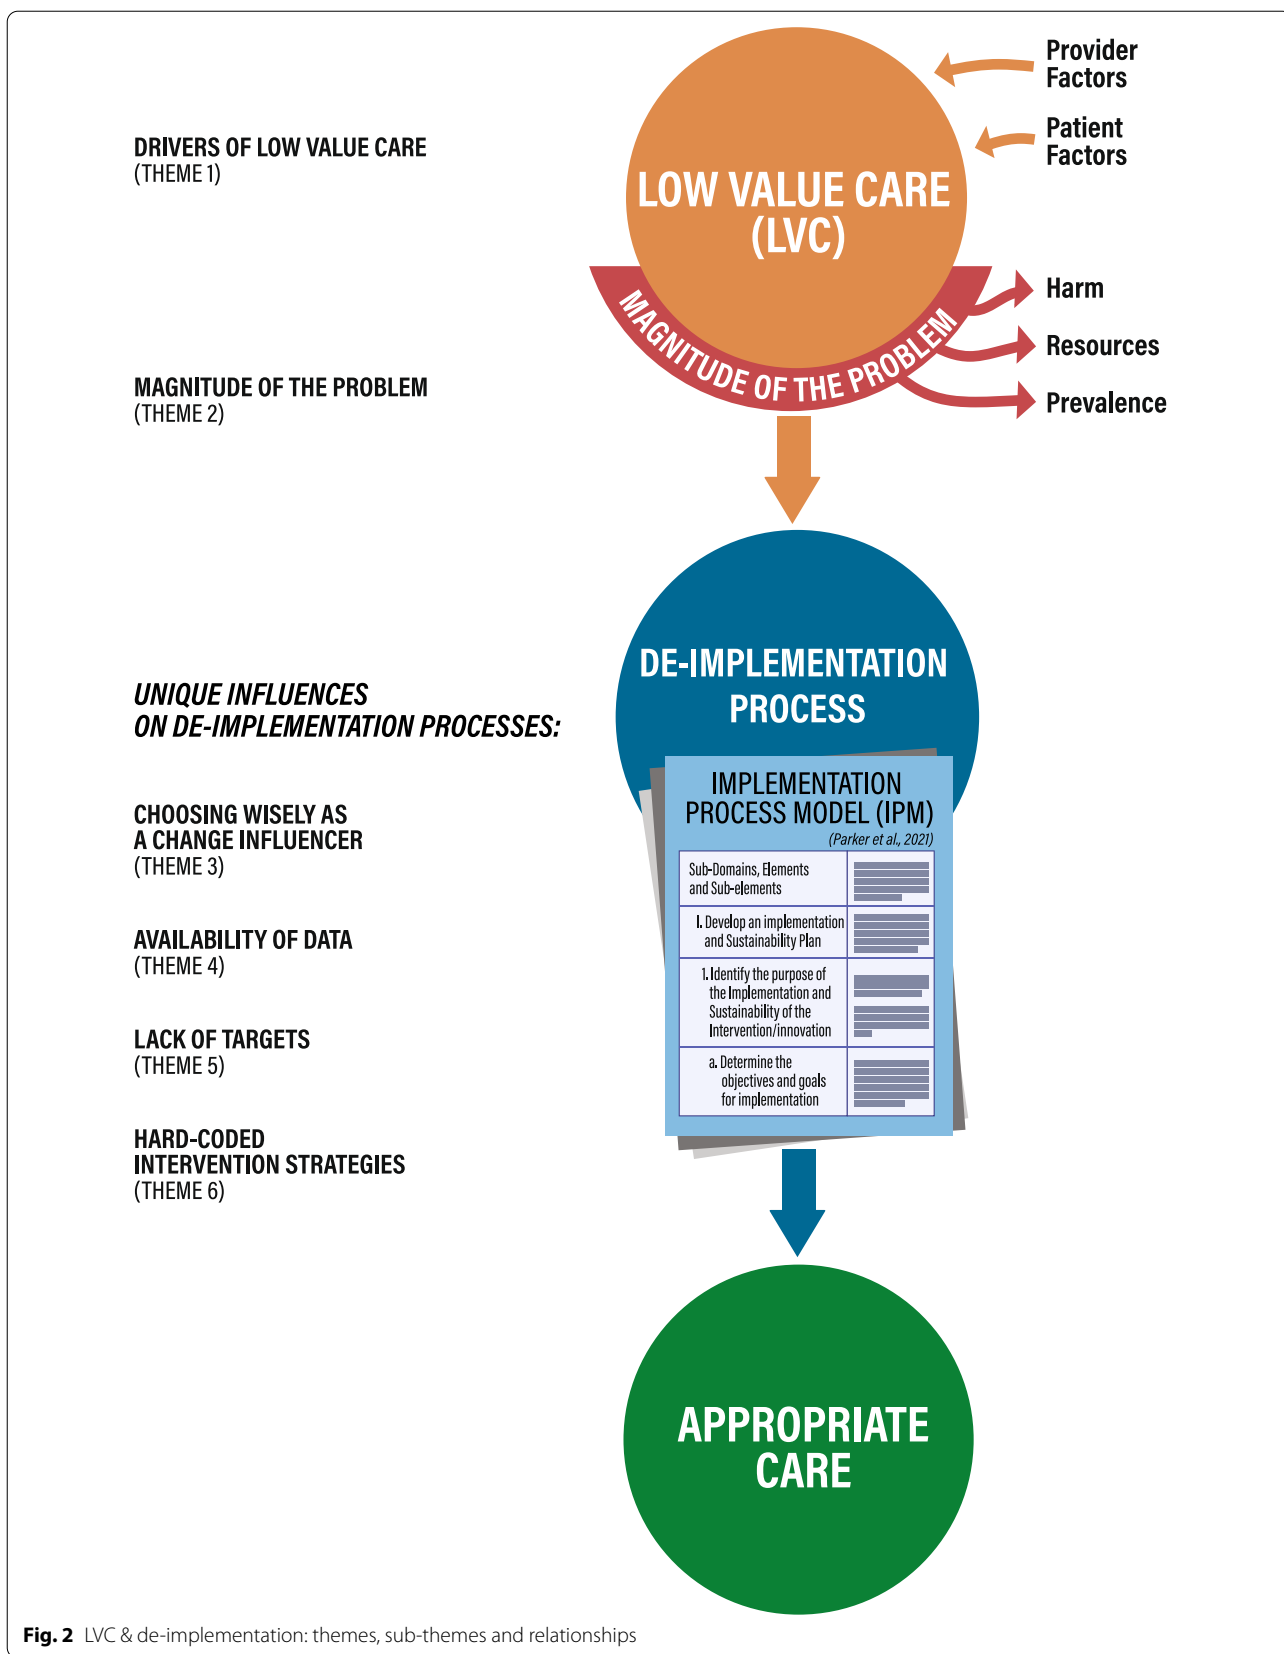 Provider
Factors
Patient
Factors
DRIVERS OF LOW VALUE CARE
(THEME 1)
LOW VALUE CARE
(LVC)
MAGNITUDE OF THE PROBLEM
Harm
Resources
Prevalence
MAGNITUDE OF THE PROBLEM
(THEME 2)
DE-IMPLEMENTATION
PROCESS
UNIQUE INFLUENCES
ON DE-IMPLEMENTATION PROCESSES:
CHOOSING WISELY AS
A CHANGE INFLUENCER
(THEME 3)
AVAILABILITY OF DATA
(THEME 4)
LACK OF TARGETS
(THEME 5)
HARD-CODED
INTERVENTION STRATEGIES
(THEME 6)
IMPLEMENTATION
PROCESS MODEL (IPM)
(Parker et al., 2021)
Sub-Domains, Elements
and Sub-elements
I. Develop an implementation
and Sustainability Plan
1. Identify the purpose of
the Implementation and
Sustainability of the
Intervention/innovation
a. Determine the
objectives and goals
for implementation
APPROPRIATE
CARE
Fig. 2 LVC & de-implementation: themes, sub-themes and relationships